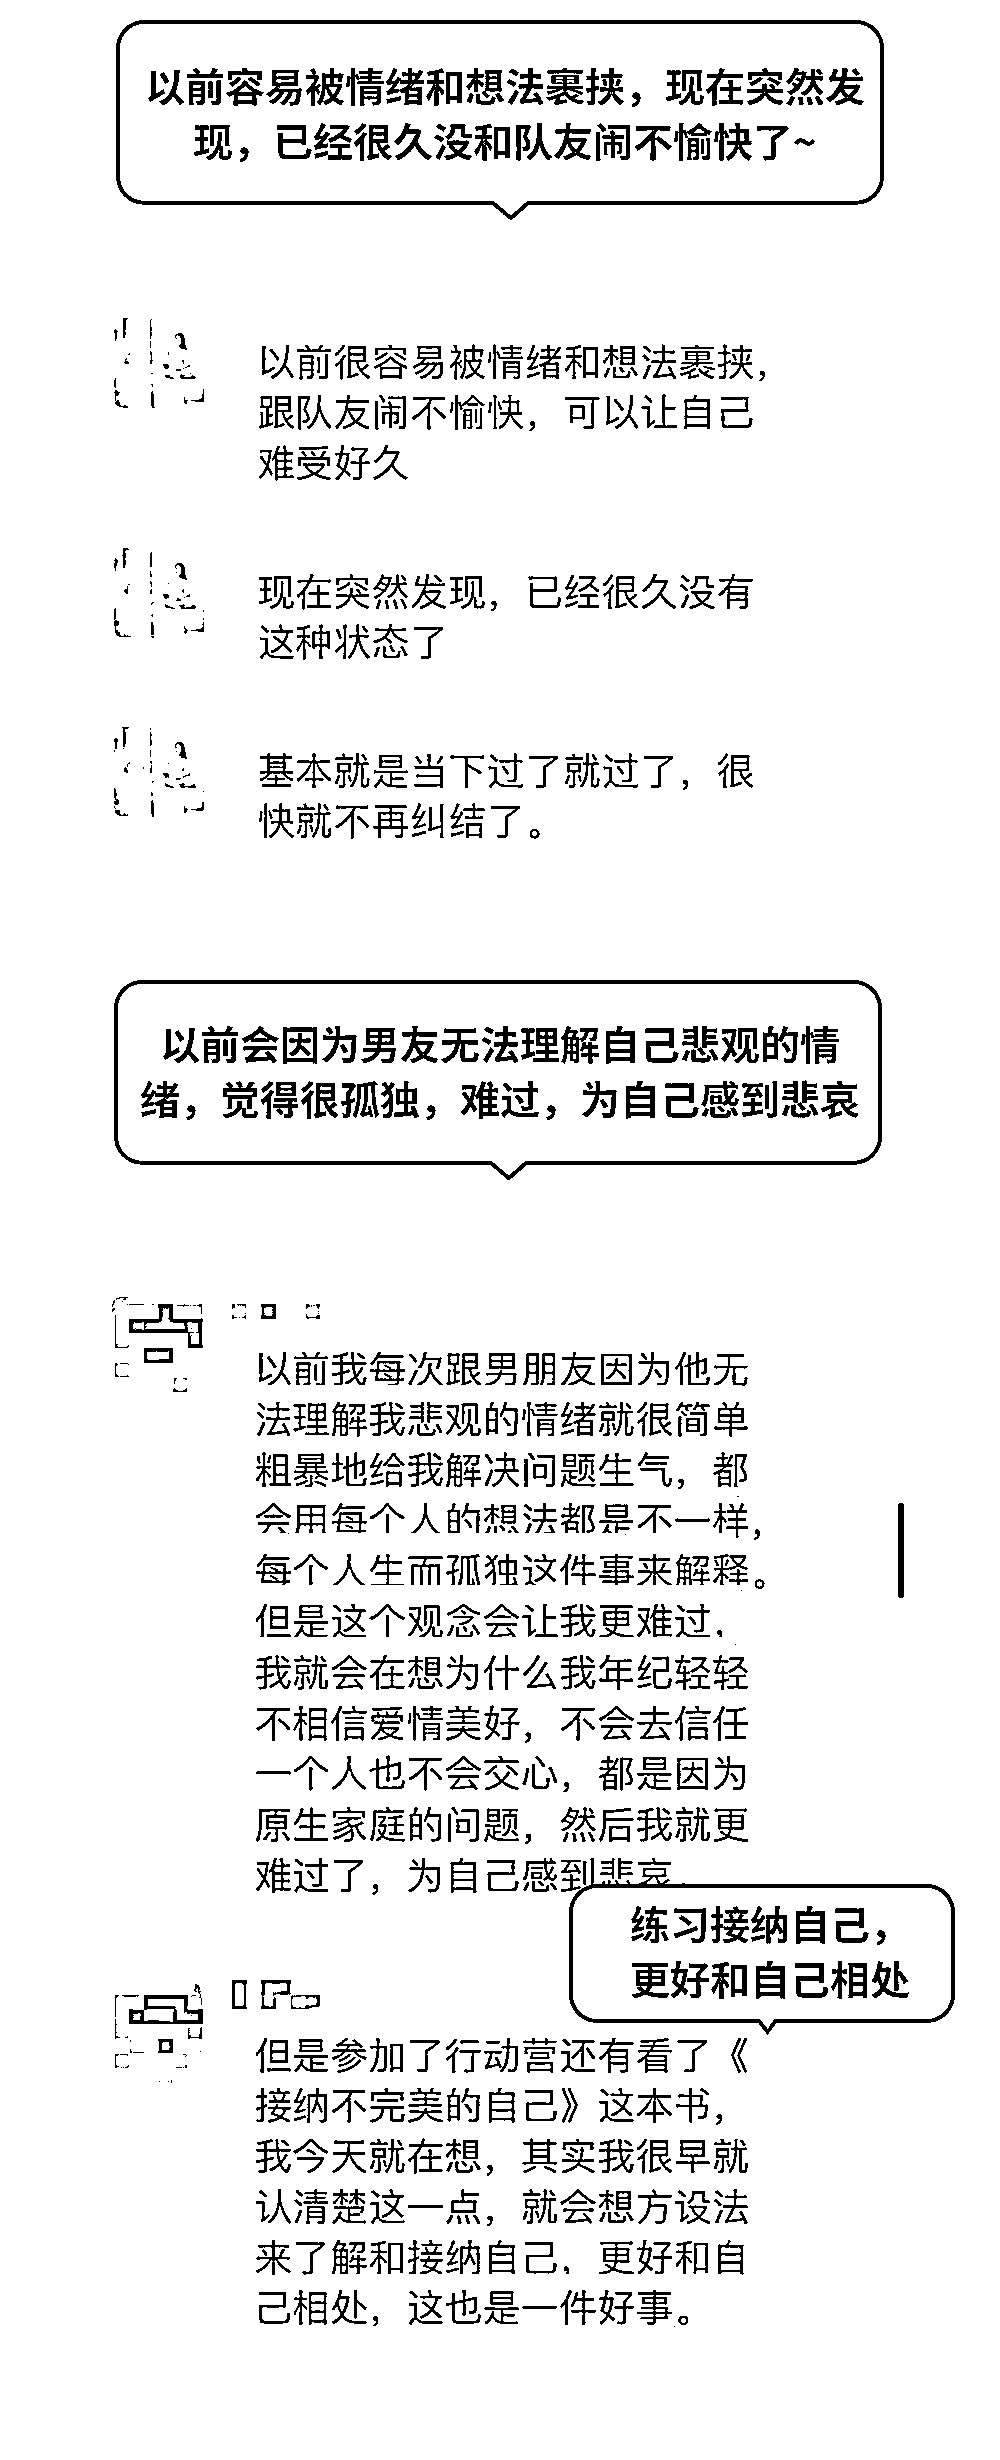 以前容易被情绪和想法裹挟，现在突然发
现，已经很久没和队友闹不愉快了~
以前很容易被情绪和想法裹挟，
跟队友闹不愉快，可以让自己
难受好久
现在突然发现，已经很久没有
这种状态了
基本就是当下过了就过了，很
快就不再纠结了。
以前会因为男友无法理解自己悲观的情
绪，觉得很孤独，难过，为自己感到悲哀
以前我每次跟男朋友因为他无
法理解我悲观的情绪就很简单
粗暴地给我解决问题生气，都
会用每个人的想法都是不一样，
每个人生而孤独这件事来解释。
但是这个观念会让我更难过，
我就会在想为什么我年纪轻轻
不相信爱情美好，不会去信任
一个人也不会交心，都是因为
原生家庭的问题，然后我就更
难过了，为自己感到悲哀。
练习接纳自己，
更好和自己相处
但是参加了行动营还有看了《
接纳不完美的自己》这本书，
我今天就在想，其实我很早就
认清楚这一点，就会想方设法
来了解和接纳自己，更好和自
己相处，这也是一件好事。